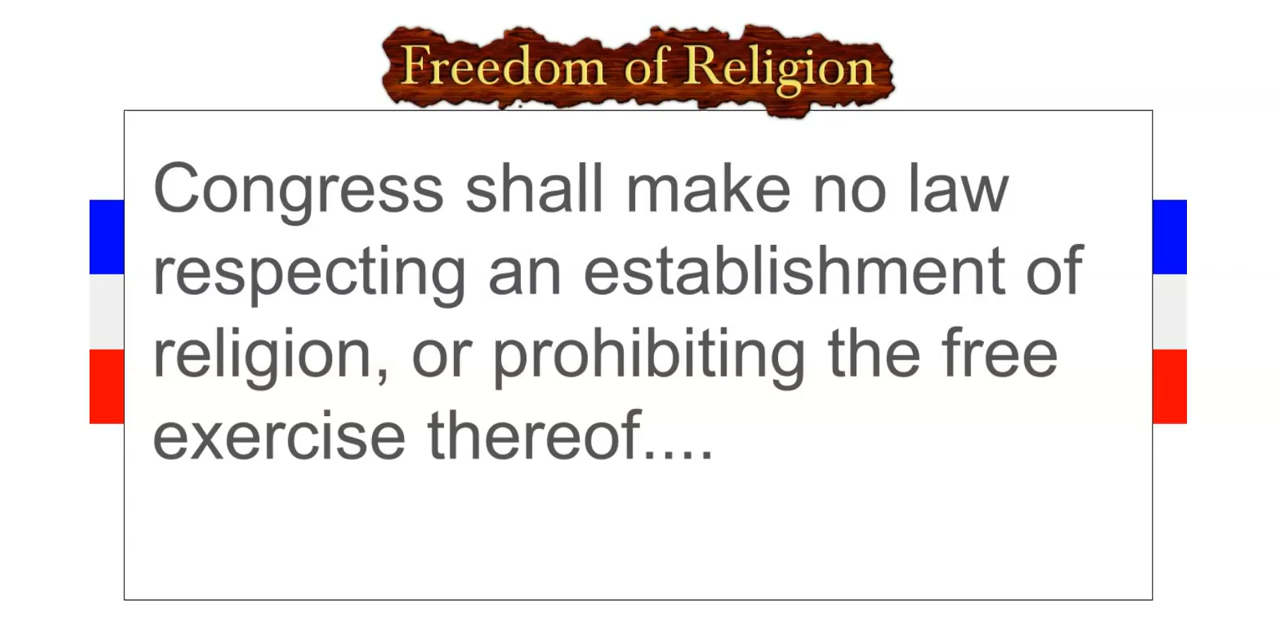 Freedom of Religion
Congress shall make no law
respecting an establishment of
religion, or prohibiting the free
exercise thereof....